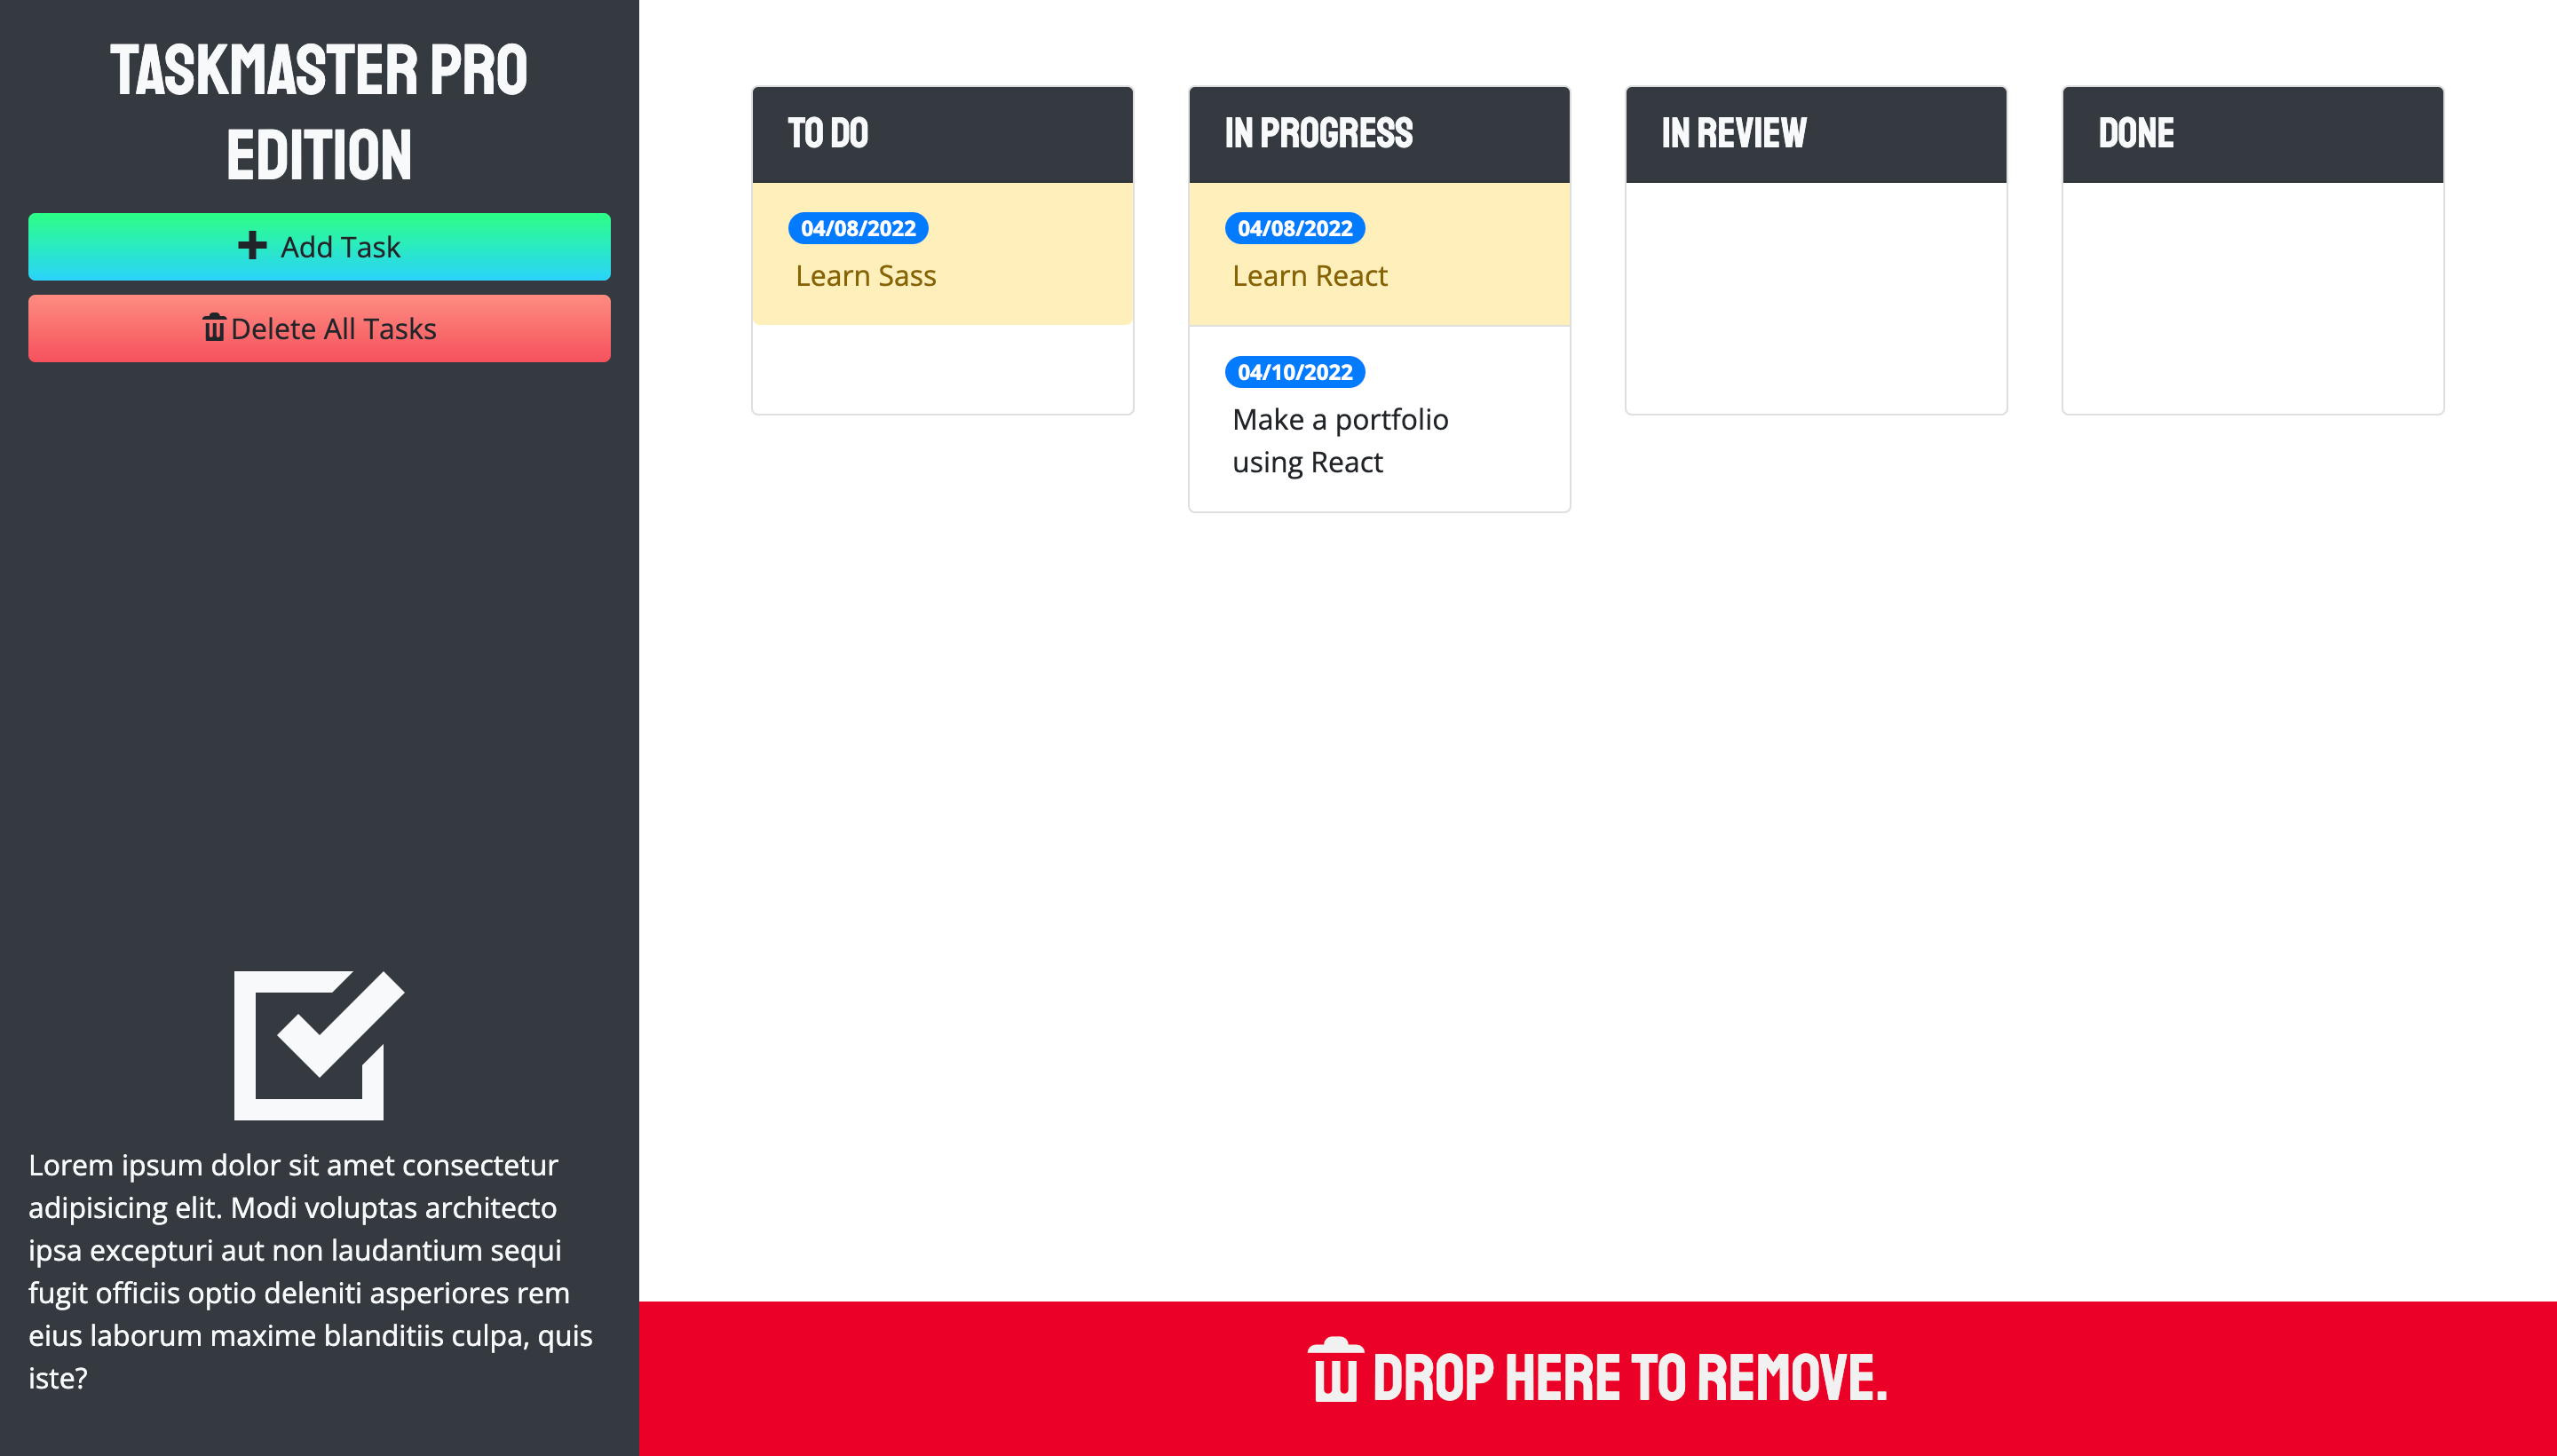 TASKMASTER PRO
EDITION
Add Task
Delete All Tasks
Lorem ipsum dolor sit amet consectetur
adipisicing elit. Modi voluptas architecto
ipsa excepturi aut non laudantium sequi
fugit officiis optio deleniti asperiores rem
eius laborum maxime blanditiis culpa, quis
iste?
TO DO
04/08/2022
Learn Sass
IN PROGRESS
04/08/2022
Learn React
04/10/2022
Make a portfolio
using React
IN REVIEW
DONE
DROP HERE TO REMOVE.